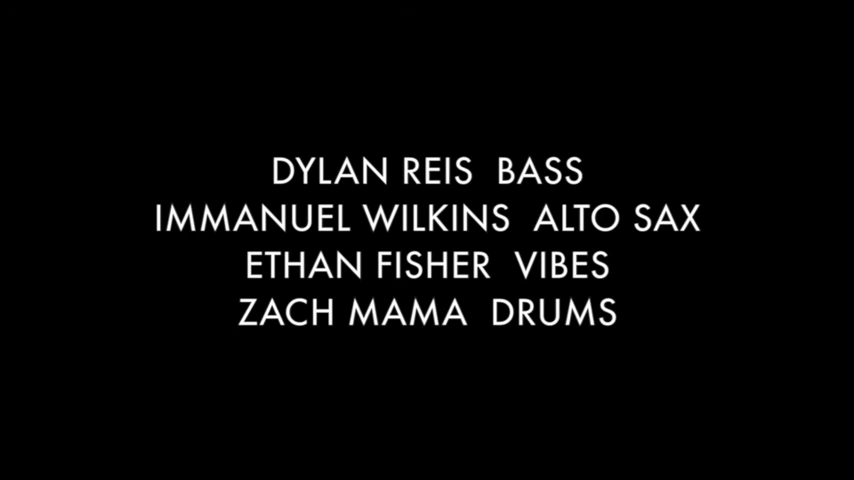 DYLAN REIS BASS
IMMANUEL WILKINS ALTO SAX
ETHAN FISHER VIBES
ZACH MAMA DRUMS